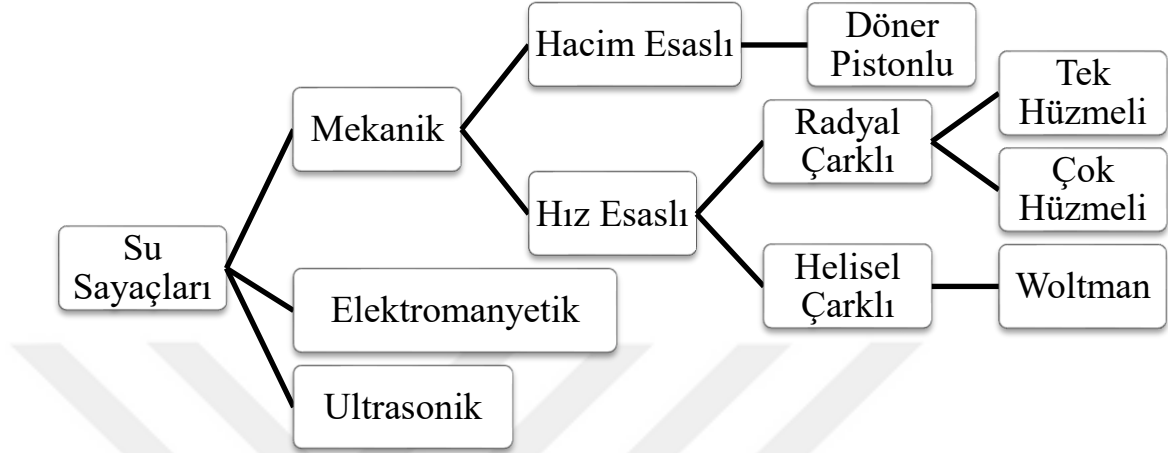 Su
Sayaçları
Mekanik
Hacim Esaslı
Döner
Pistonlu
Hız Esaslı
Radyal
Çarklı
Tek
Hüzmeli
Çok
Hüzmeli
Helisel
Çarklı
Woltman
Elektromanyetik
Ultrasonik